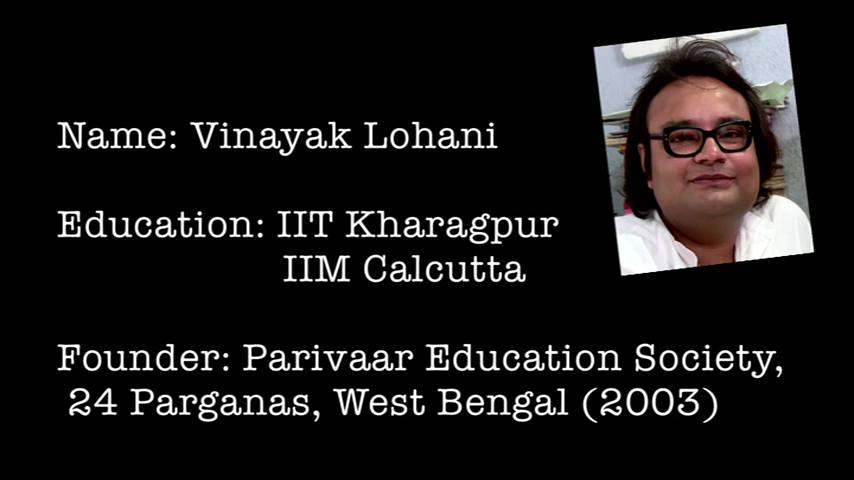 Name: Vinayak Lohani
Education: IIT Kharagpur
IIM Calcutta
Founder: Parivaar Education Society,
24 Parganas, West Bengal (2003)